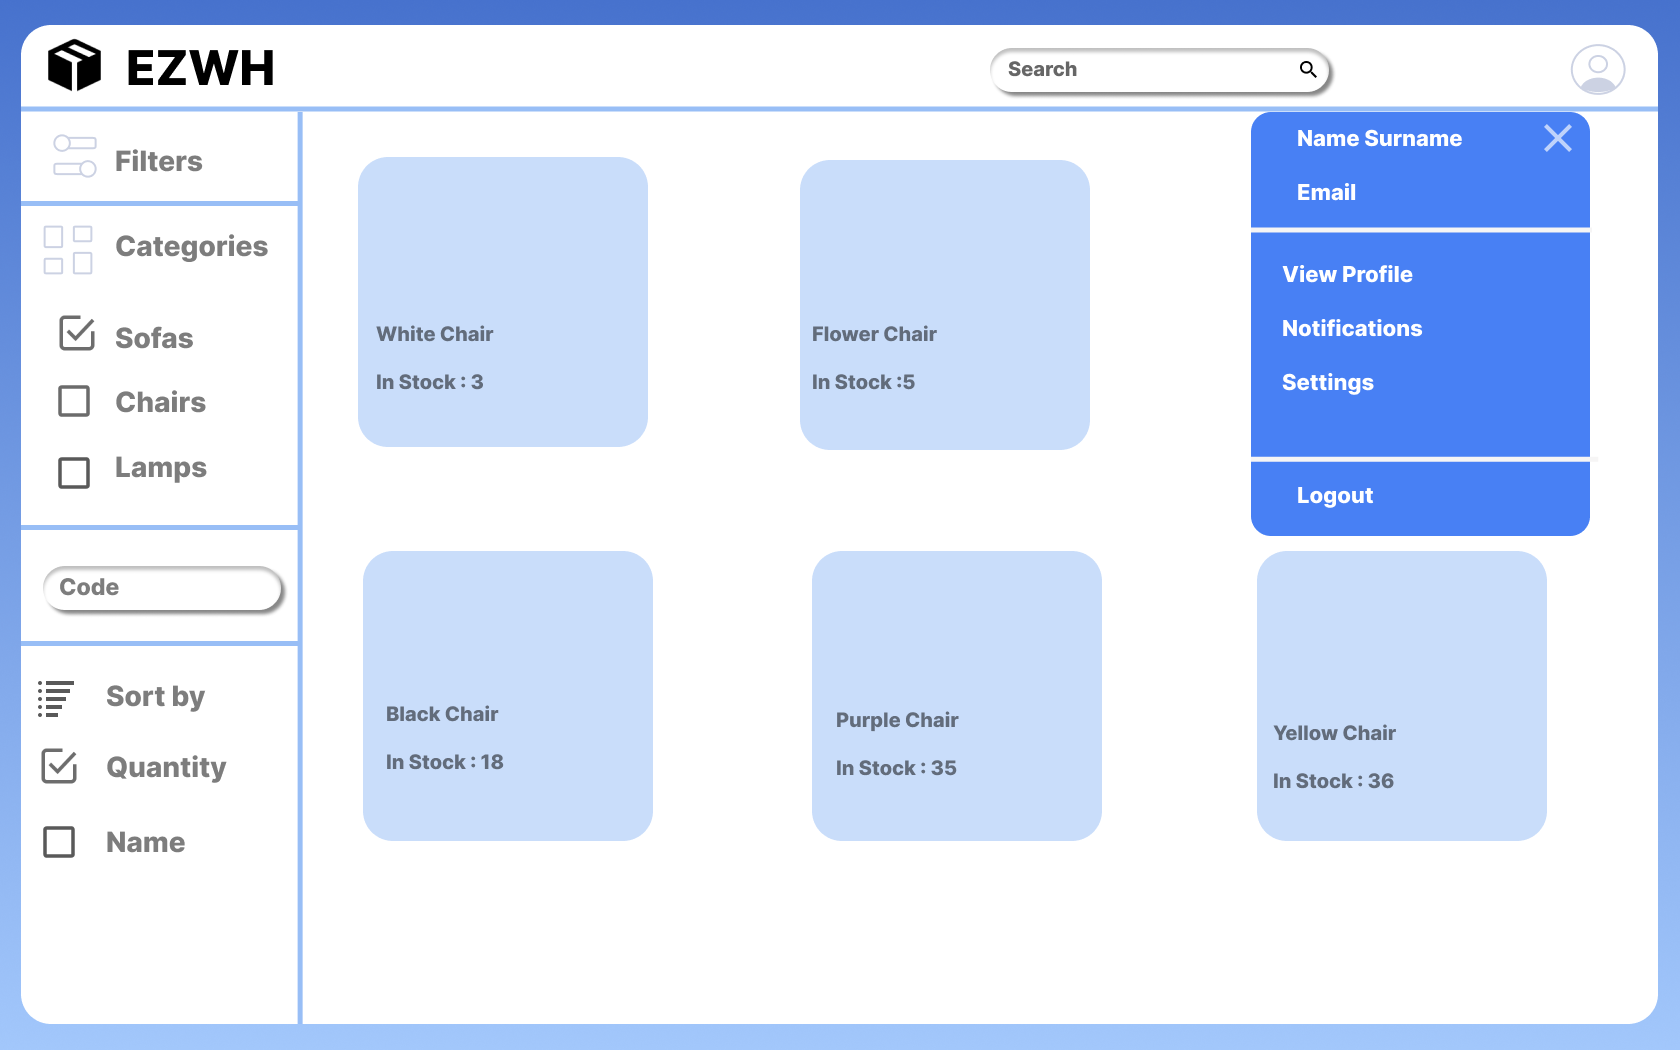 EZWH
Search
Filters
Categories
Sofas
Chairs
Lamps
Code
Sort by
Quantity
Name
White Chair
In Stock : 3
Flower Chair
In Stock :5
Name Surname
Email
View Profile
Notifications
Settings
Logout
Black Chair
In Stock : 18
Purple Chair
In Stock : 35
Yellow Chair
In Stock : 36